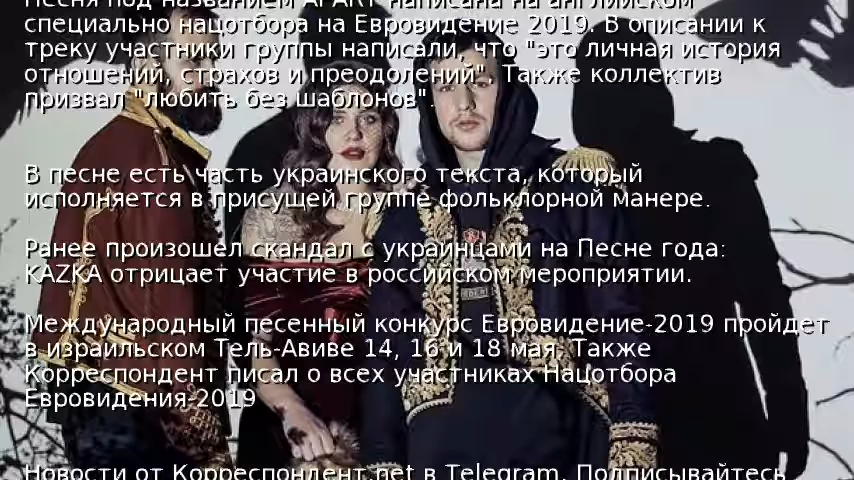 Песня под названием APART написана на английском
специально нацотбора на Евровидение 2019. В описании к
треку участники группы написали, что "это личная история
отношений, страхов и преодолений". Также коллектив
призвал "любить без шаблонов".
В песне есть часть украинского текста, который
исполняется в присущей группе фольклорной манере.
Ранее произошел скандал с украинцами на Песне года:
KAZKA отрицает участие в российском мероприятии.
Международный песенный конкурс Евровидение-2019 пройдет
в израильском Тель-Авиве 14, 16 и 18 мая. Также
Корреспондент писал о всех участниках Нацотбора
Евровидения-2019
Новости от Корреспондент.net в Telegram. Подписывайтесь